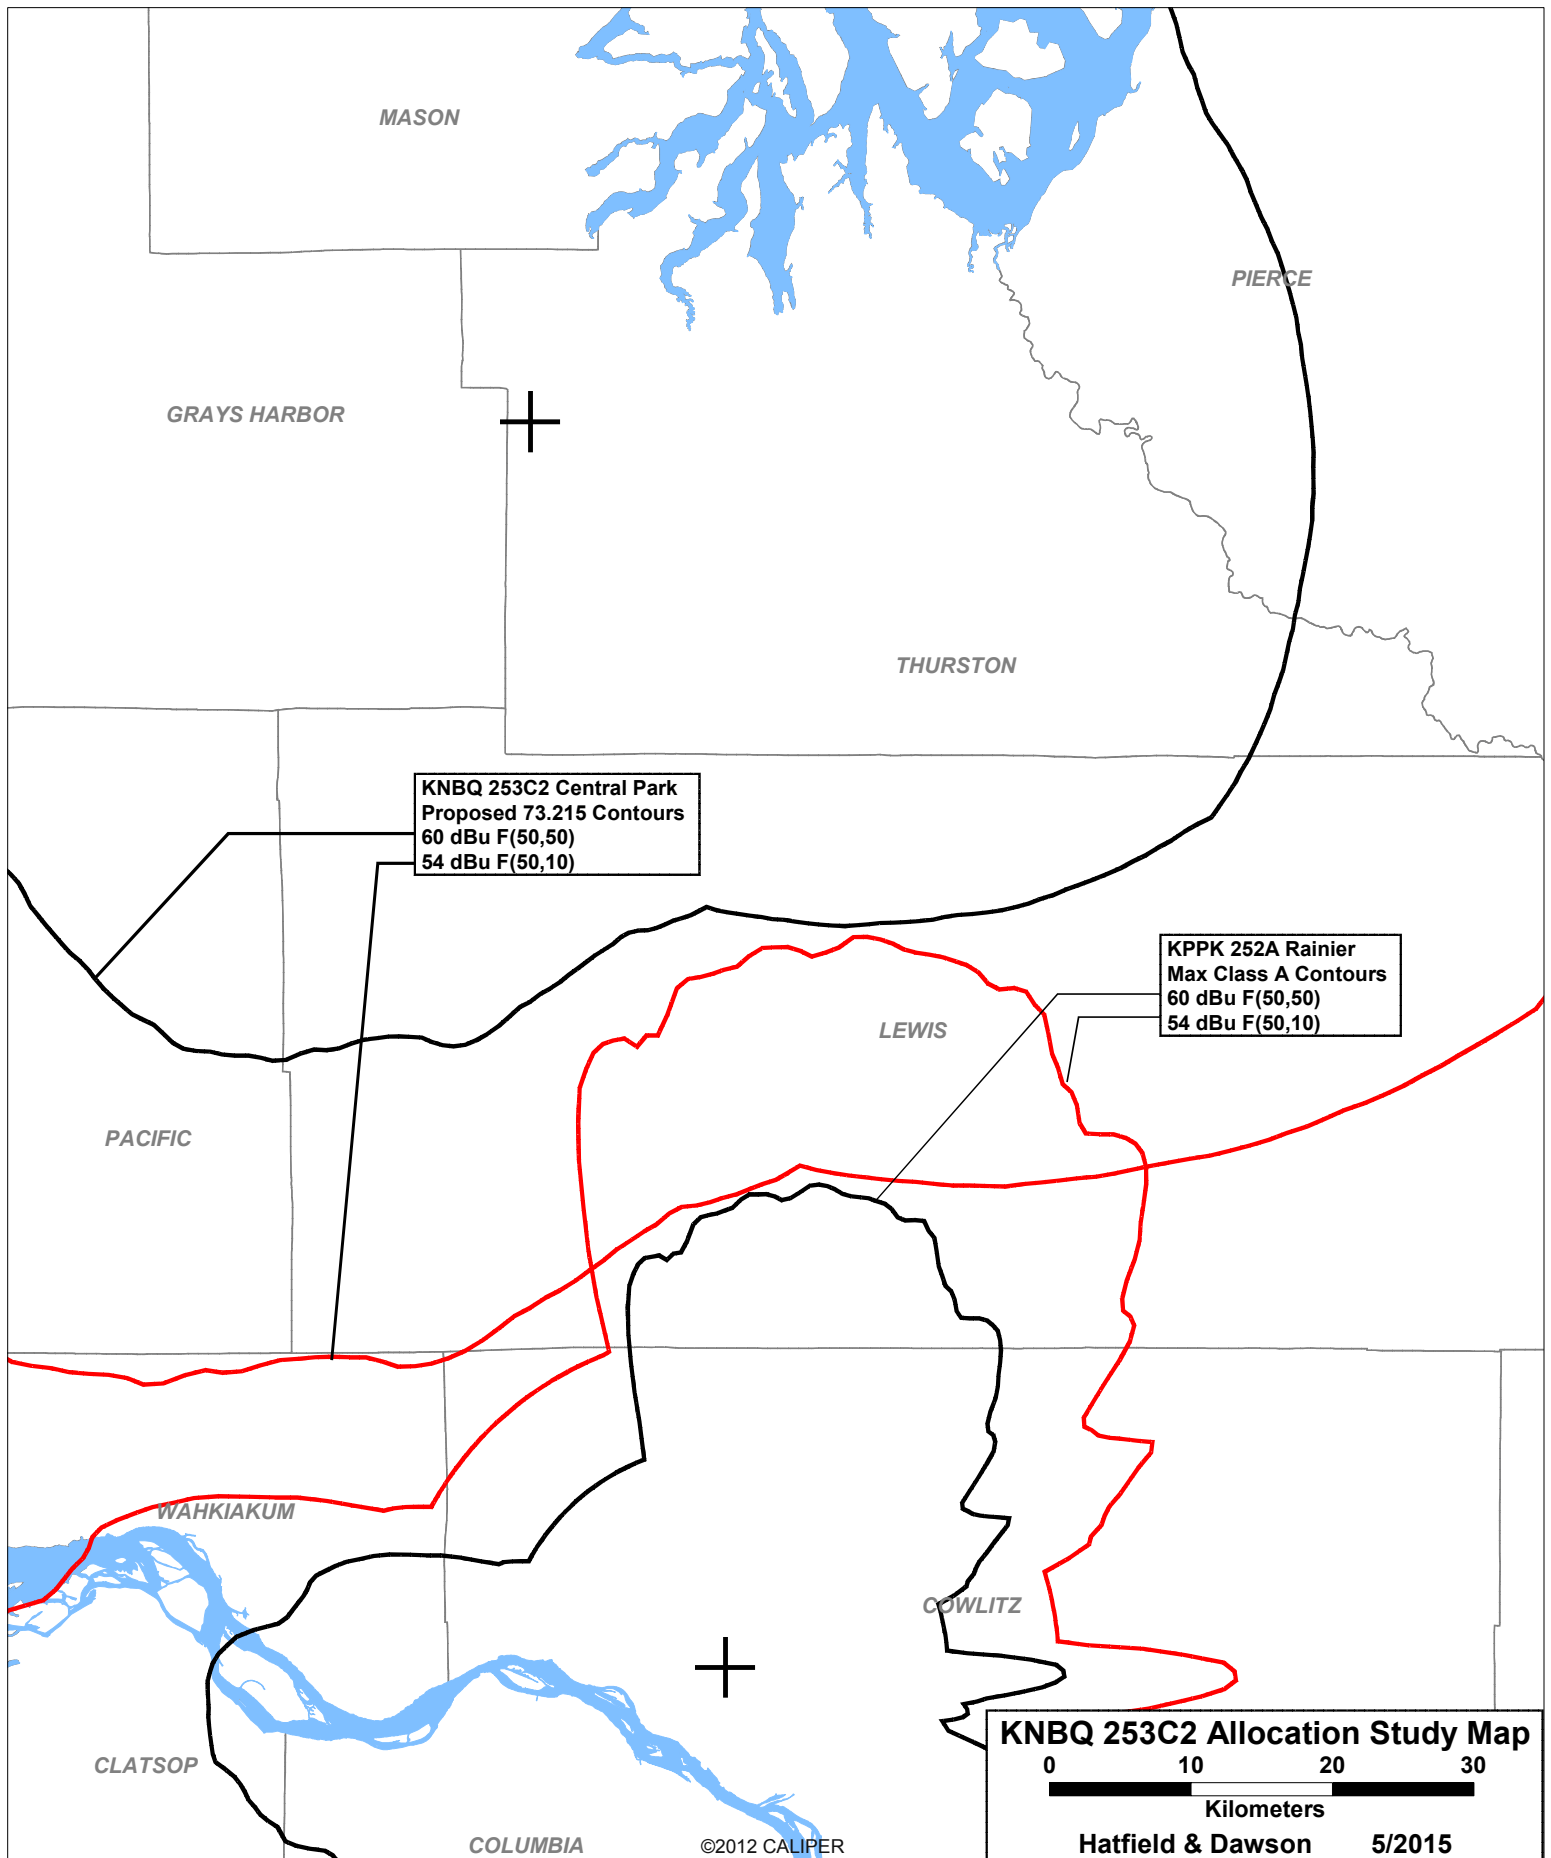 MASON
PIERCE
GRAYS HARBOR
THURSTON
KNBQ 253C2 Central Park
Proposed 73.215 Contours
60 dBu F(50,50)
54 dBu F(50,10)
KPPK 252A Rainier
Max Class A Contours
60 dBu F(50,50)
54 dBu F(50,10)
LEWIS
PACIFIC
WAHKIAKUM
COWLITZ
CLATSOP
COLUMBIA
©2012 CALIPER
KNBQ 253C2 Allocation Study Map
0 10 20 30
Kilometers
Hatfield & Dawson 5/2015